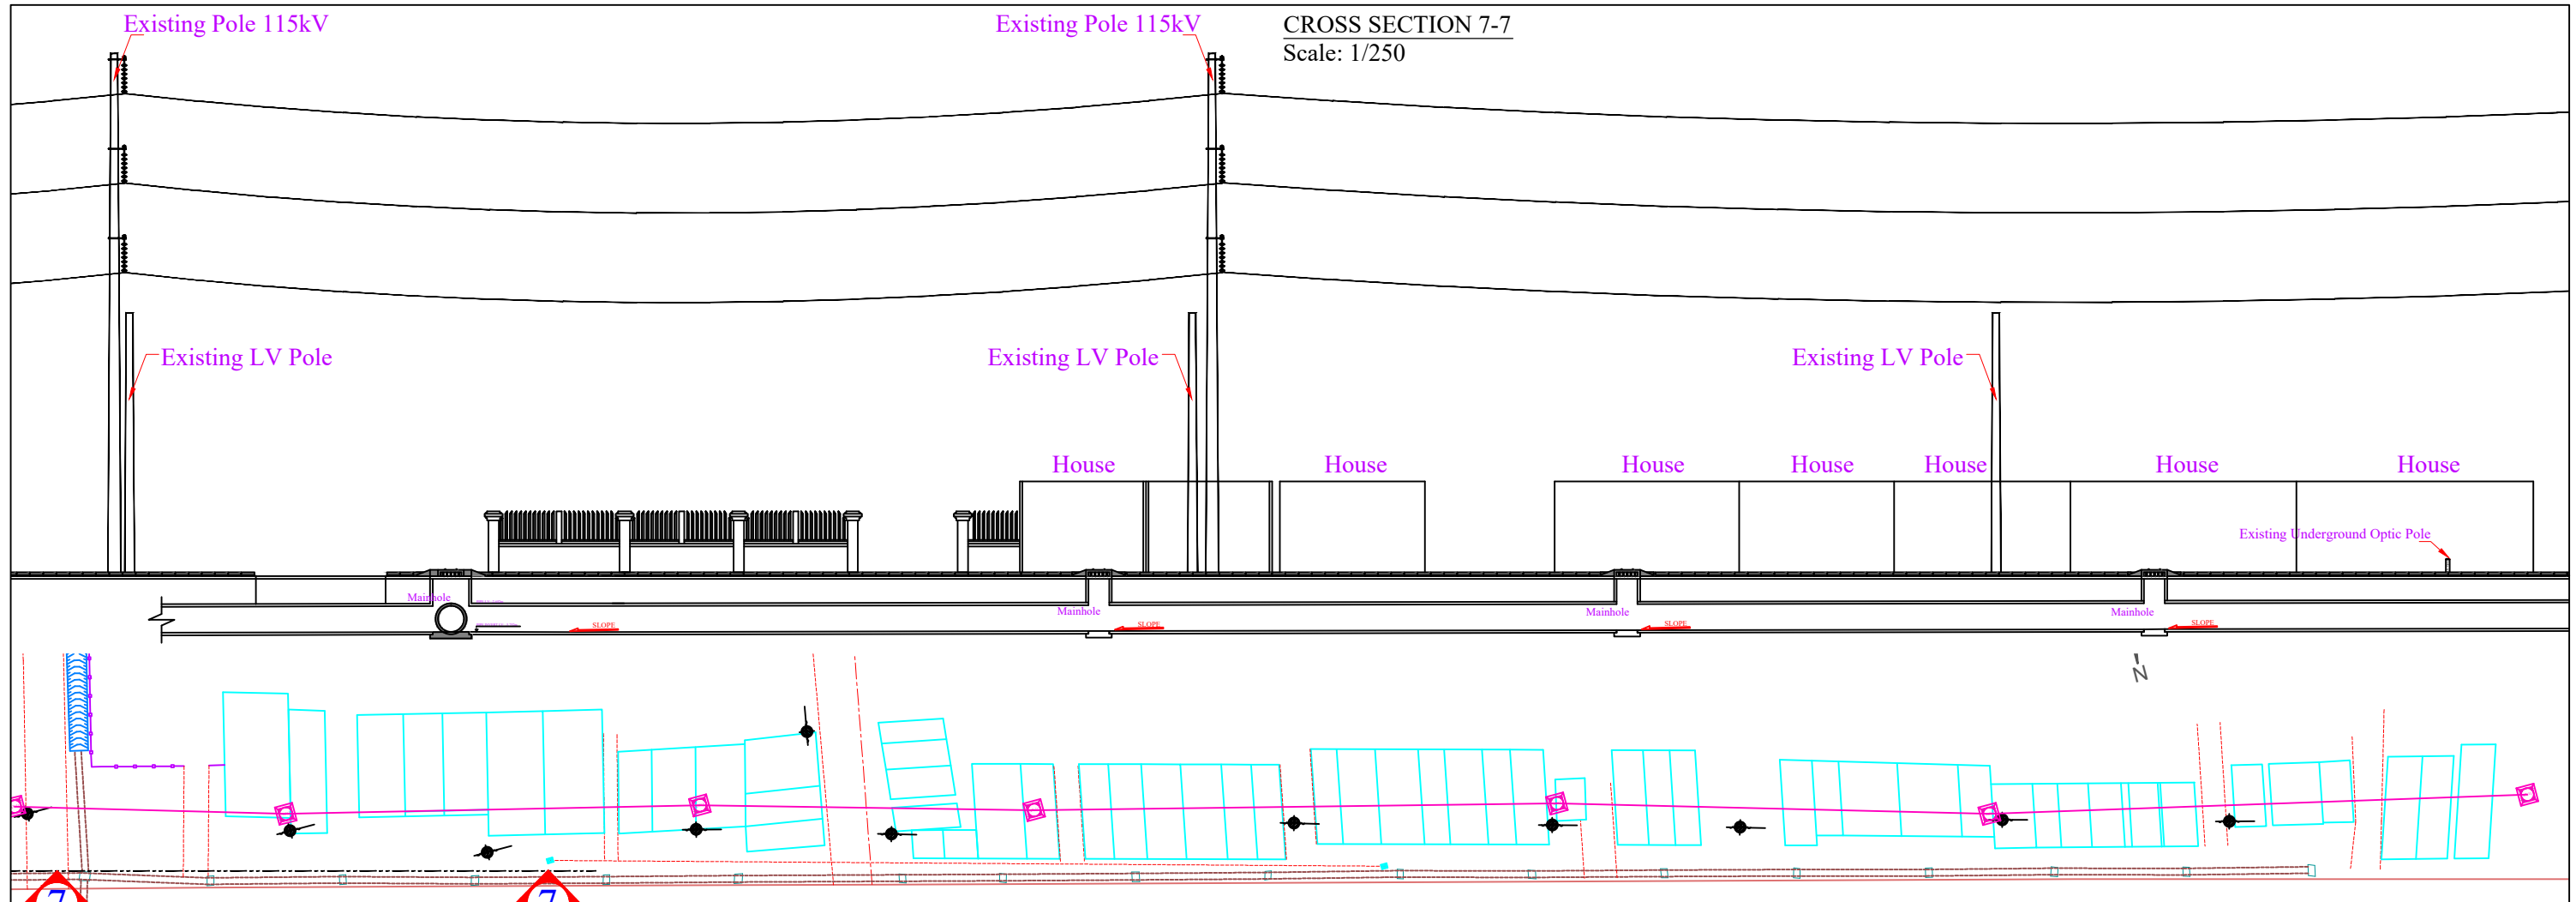 Existing Pole 115kV
Existing Pole 115kV
CROSS SECTION 7-7
Scale: 1/250
Existing LV Pole
Existing LV Pole
Existing LV Pole
House
House
House
House
House
House
House
Existing Underground Optic Pole
Mainhole
Mainhole
Mainhole
Mainhole
SLOPE
SLOPE
SLOPE
SLOPE
N
7
7